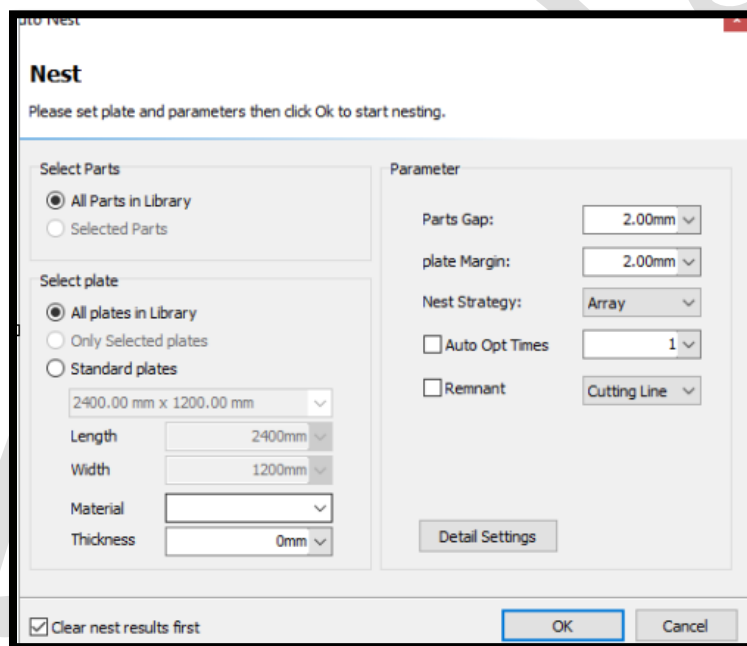 uto Nest
Nest
Please set plate and parameters then click Ok to start nesting.
Select Parts
All Parts in Library
Selected Parts
Select plate
All plates in Library
Only Selected plates
Standard plates
2400.00 mm x 1200.00 mm
Length 2400mm
Width 1200mm
Material
Thickness 0mm
Parameter
Parts Gap: 2.00mm
plate Margin: 2.00mm
Nest Strategy: Array
Auto Opt Times 1
Remnant Cutting Line
Detail Settings
Clear nest results first
OK Cancel